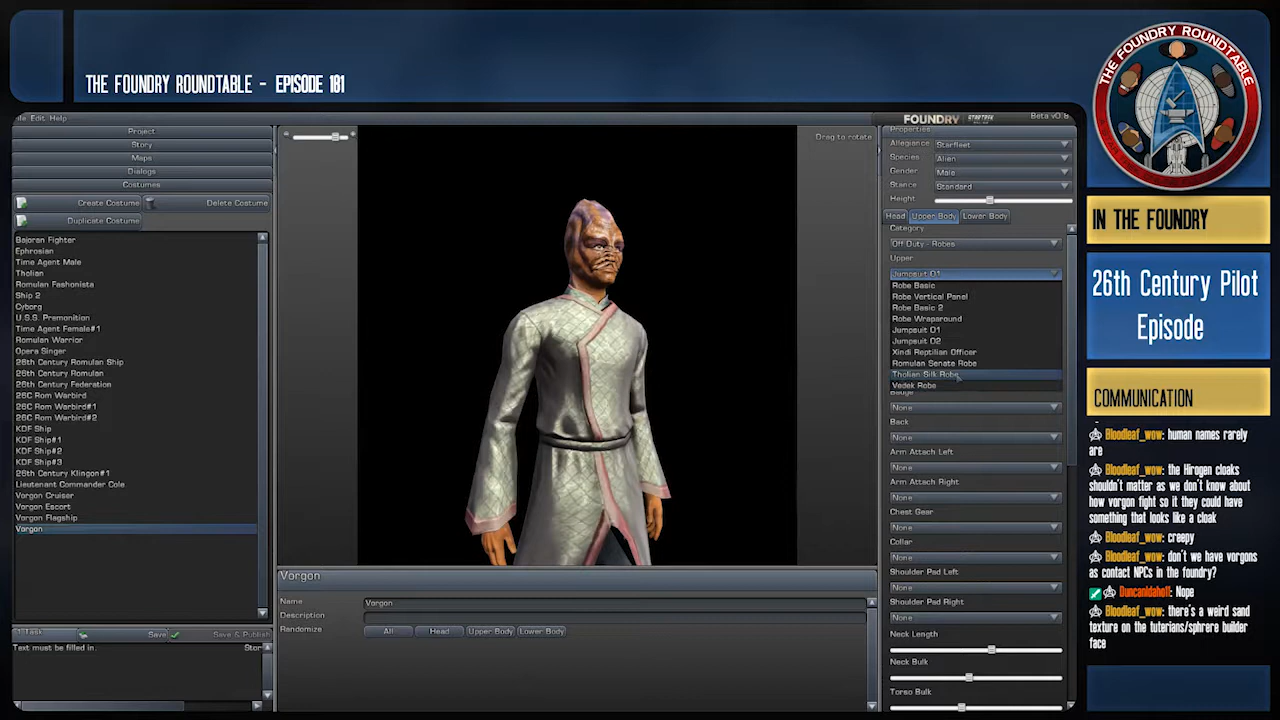 THE FOUNDRY ROUNDTABLE - EPISODE 181
THE FOUNDRY ROUNDTABLE
File Edit Help
FOUNDRY
Beta v0.8
Project
Story
Maps
Dialogs
Costumes
Create Costume
Delete Costume
Duplicate Costume
Bajoran Fighter
Ephrosian
Time Agent Male
Tholian
Romulan Fashonista
Ship 2
Cyborg
U.S.S. Premonition
Time Agent Female#1
Romulan Warrior
Opera Singer
26th Century Romulan Ship
26th Century Romulan
26th Century Federation
26C Rom Warbird
26C Rom Warbird#1
26C Rom Warbird#2
KDF Ship
KDF Ship#1
KDF Ship#2
KDF Ship#3
26th Century Klingon#1
Lieutenant Commander Cole
Vorgon Cruiser
Vorgon Escort
Vorgon Flagship
Vorgon
Save
Save & Publish
Text must be filled in.
Stor
Drag to rotate
Vorgon
Name
Vorgon
Description
Randomize
All
Head
Upper Body
Lower Body
Properties
Allegiance
Starfleet
Species
Alien
Gender
Male
Stance
Standard
Height
Head
Upper Body
Lower Body
Category
Off Duty - Robes
Upper
Jumpsuit 01
Robe Basic
Robe Vertical Panel
Robe Basic 2
Robe Wraparound
Jumpsuit 01
Jumpsuit 02
Xindi Reptilian Officer
Romulan Senate Robe
Tholian Silk Robe
Vedek Robe
Badge
None
Back
None
Arm Attach Left
None
Arm Attach Right
None
Chest Gear
None
Collar
None
Shoulder Pad Left
None
Shoulder Pad Right
None
Neck Length
Neck Bulk
Torso Bulk
IN THE FOUNDRY
26th Century Pilot
Episode
COMMUNICATION
Bloodleaf_wow: human names rarely
are
Bloodleaf_wow: the Hirogen cloaks
shouldn't matter as we don't know about
how vorgon fight so it they could have
something that looks like a cloak
Bloodleaf_wow: creepy
Bloodleaf_wow: don't we have vorgons
as contact NPCs in the foundry?
DuncanIdaho11: Nope
Bloodleaf_wow: there's a weird sand
texture on the tuterians/sphrere builder
face